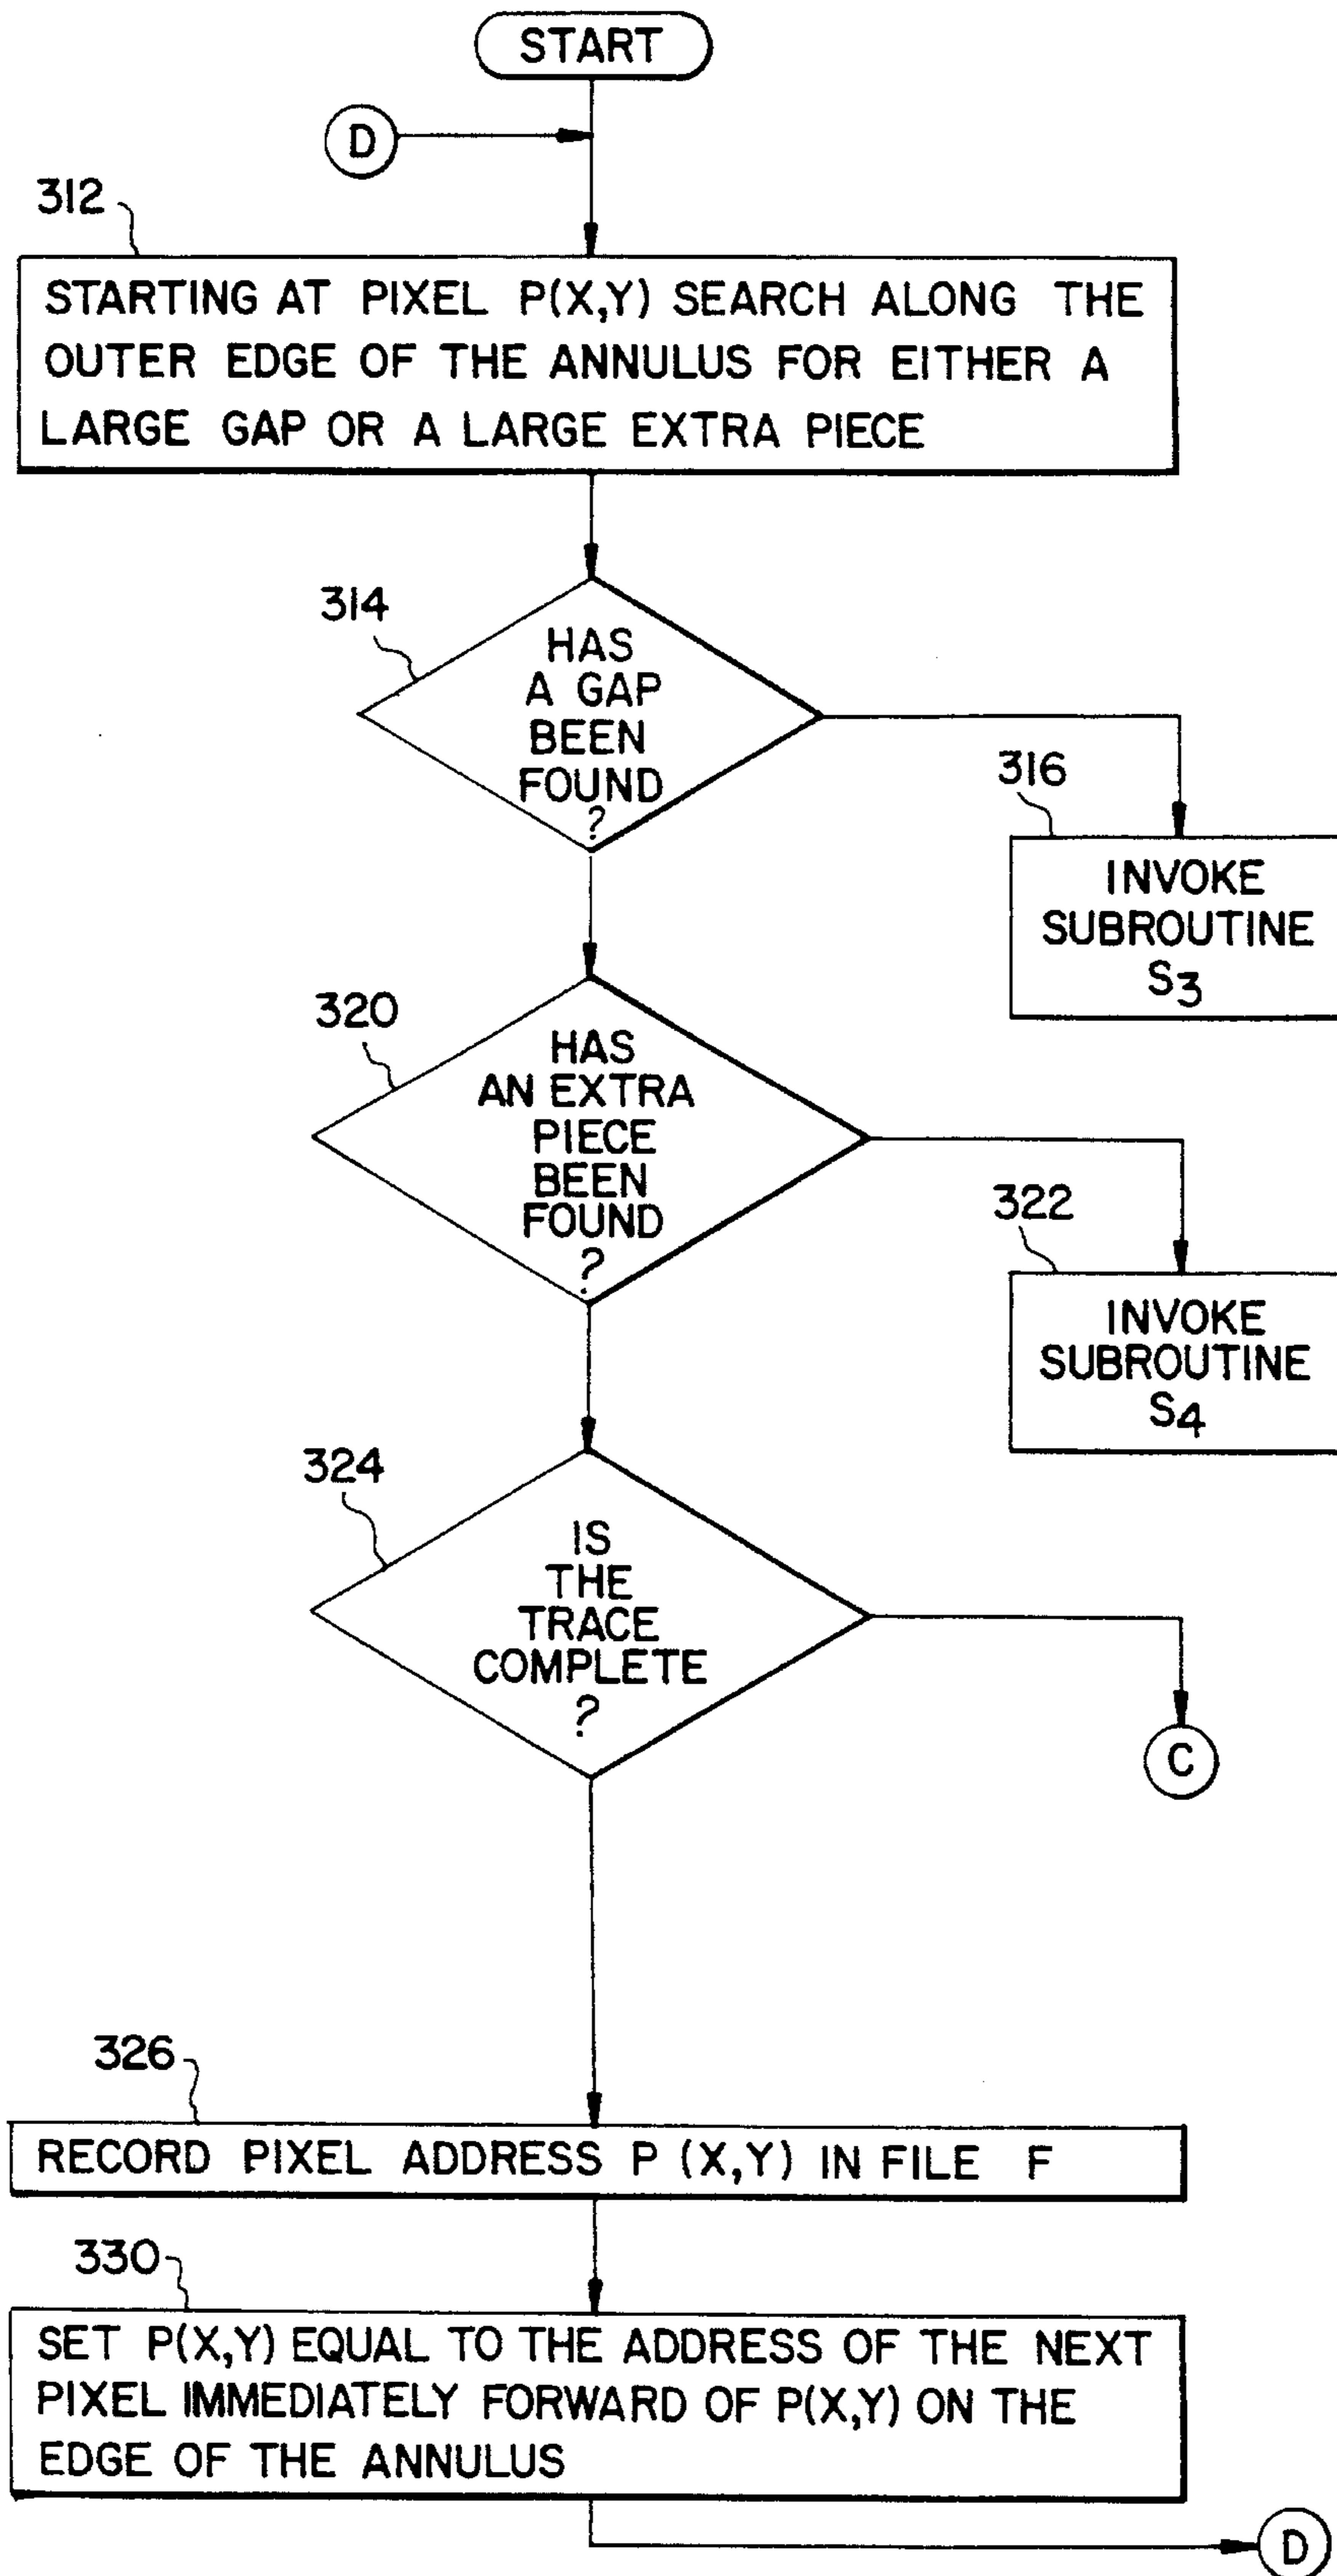 START
D
312
STARTING AT PIXEL P(X,Y) SEARCH ALONG THE
OUTER EDGE OF THE ANNULUS FOR EITHER A
LARGE GAP OR A LARGE EXTRA PIECE
314
HAS
A GAP
BEEN
FOUND
?
316
INVOKE
SUBROUTINE
S3
320
HAS
AN EXTRA
PIECE
BEEN
FOUND
?
322
INVOKE
SUBROUTINE
S4
324
IS
THE
TRACE
COMPLETE
?
C
326
RECORD PIXEL ADDRESS P (X,Y) IN FILE F
330
SET P(X,Y) EQUAL TO THE ADDRESS OF THE NEXT
PIXEL IMMEDIATELY FORWARD OF P(X,Y) ON THE
EDGE OF THE ANNULUS
D